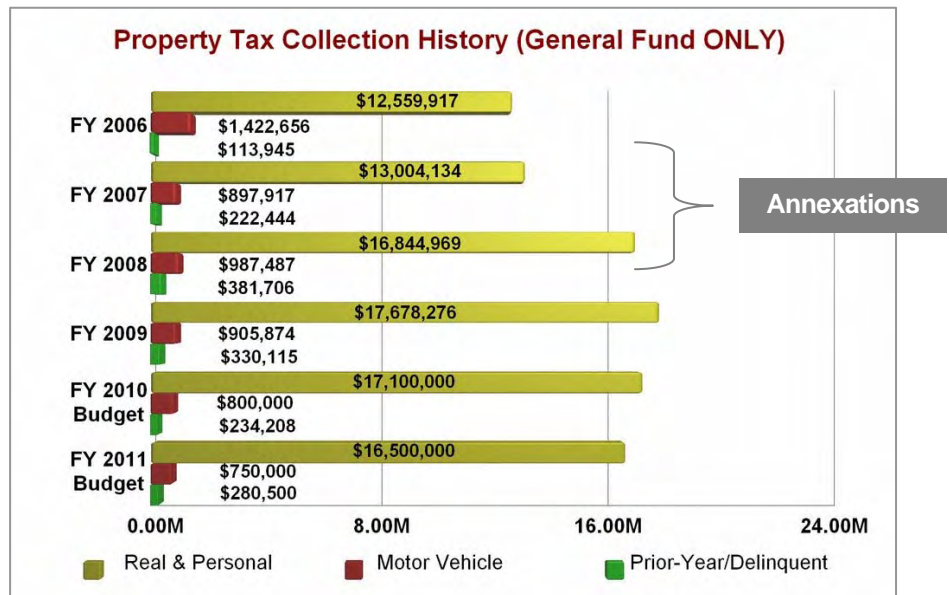 Property Tax Collection History (General Fund ONLY)
$12,559,917
FY 2006
$1,422,656
$113,945
$13,004,134
FY 2007
$897,917
$222,444
Annexations
$16,844,969
FY 2008
$987,487
$381,706
$17,678,276
FY 2009
$905,874
$330,115
$17,100,000
FY 2010
Budget
$800,000
$234,208
$16,500,000
FY 2011
Budget
$750,000
$280,500
0.00M 8.00M 16.00M 24.00M
Real & Personal Motor Vehicle Prior-Year/Delinquent